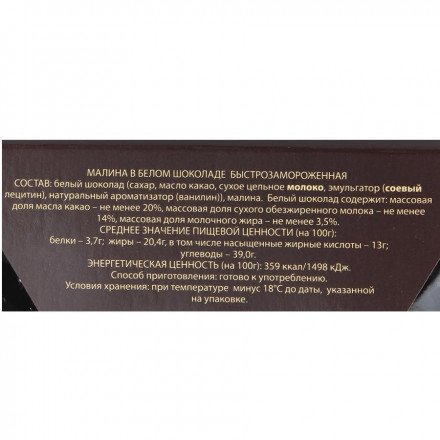 МАЛИНА В БЕЛОМ ШОКОЛАДЕ БЫСТРОЗАМОРОЖЕННАЯ
СОСТАВ: белый шоколад (сахар, масло какао, сухое цельное молоко, эмульгатор (соевый
лецитин), натуральный ароматизатор (ванилин)), малина. Белый шоколад содержит: массовая
доля масла какао – не менее 20%, массовая доля сухого обезжиренного молока – не менее
14%, массовая доля молочного жира – не менее 3,5%.
СРЕДНЕЕ ЗНАЧЕНИЕ ПИЩЕВОЙ ЦЕННОСТИ (на 100г):
белки – 3,7г; жиры – 20,4г, в том числе насыщенные жирные кислоты – 13г;
углеводы – 39,0г.
ЭНЕРГЕТИЧЕСКАЯ ЦЕННОСТЬ (на 100г): 359 ккал/1498 кДж.
Способ приготовления: готово к употреблению.
Условия хранения: при температуре минус 18°С до даты, указанной
на упаковке.